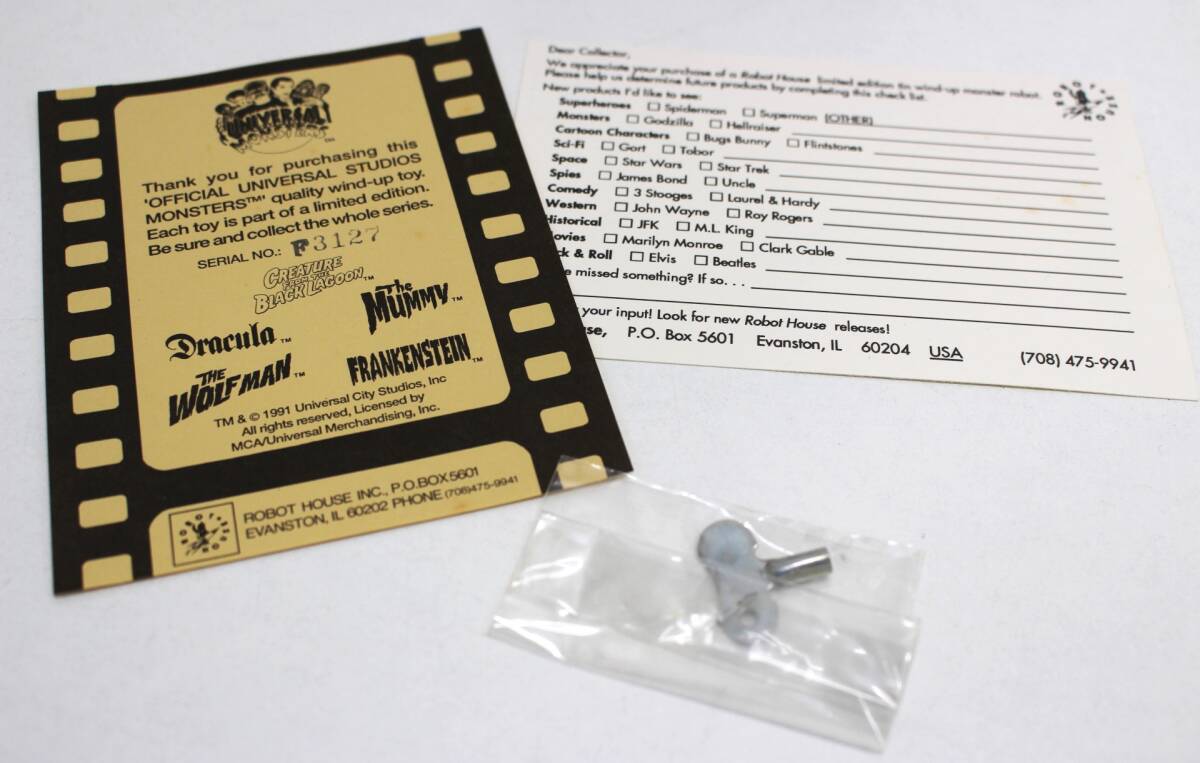 UNIVERSAL
MONSTERS
TM
Thank you for purchasing this
'OFFICIAL UNIVERSAL STUDIOS
MONSTERS™' quality wind-up toy.
Each toy is part of a limited edition.
Be sure and collect the whole series.
SERIAL NO.: F3127
CREATURE
FROM THE
BLACK LAGOON™
The
MUMMY™
Dracula™
THE
WOLFMAN™
FRANKENSTEIN™
TM & © 1991 Universal City Studios, Inc
All rights reserved, Licensed by
MCA/Universal Merchandising, Inc.
ROBOT HOUSE INC., P.O.BOX 5601
EVANSTON, IL 60202 PHONE (708)475-9941
Dear Collector,
We appreciate your purchase of a Robot House limited edition tin wind-up monster robot.
Please help us determine future products by completing this check list.
New products I'd like to see:
Superheroes □ Spiderman □ Superman (OTHER)
Monsters □ Godzilla □ Hellraiser
Cartoon Characters □ Bugs Bunny □ Flintstones
Sci-Fi □ Gort □ Tobor
Space □ Star Wars □ Star Trek
Spies □ James Bond □ Uncle
Comedy □ 3 Stooges □ Laurel & Hardy
Western □ John Wayne □ Roy Rogers
Historical □ JFK □ M.L. King
ovies □ Marilyn Monroe □ Clark Gable
ck & Roll □ Elvis □ Beatles
e missed something? If so. . .
your input! Look for new Robot House releases!
se, P.O. Box 5601 Evanston, IL 60204 USA (708) 475-9941